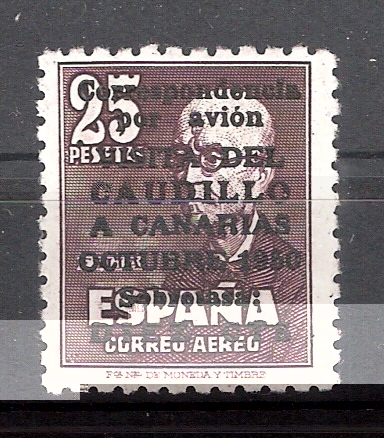 25
PESETAS
Correspondencia
por avión
VISITA DEL
CAUDILLO
A CANARIAS
OCTUBRE 1950
Sobretasa:
ESPAÑA
CORREO AEREO
Fca. Nal. DE MONEDA Y TIMBRE